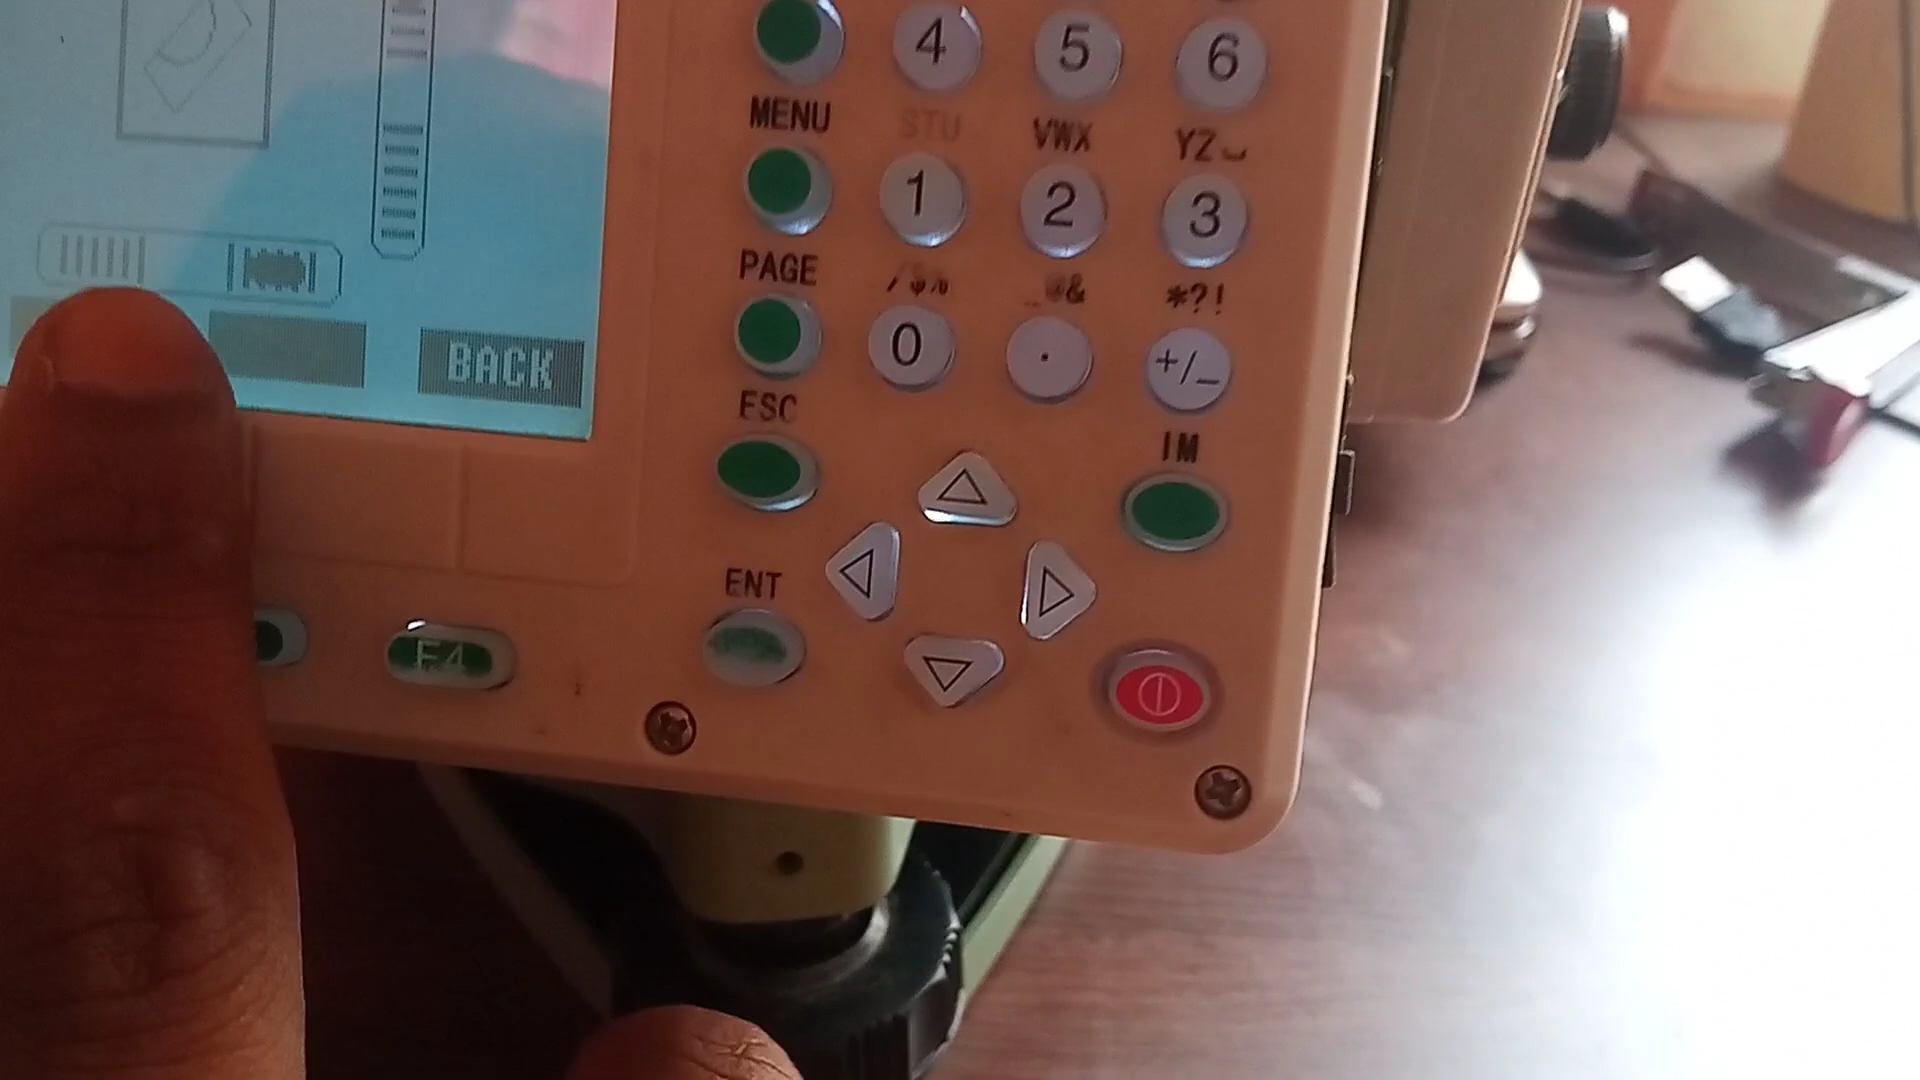 4 5 6
MENU STU VWX YZ␣
1 2 3
PAGE /$% _@& *?!
0 . +/_
BACK
ESC
IM
ENT
F4